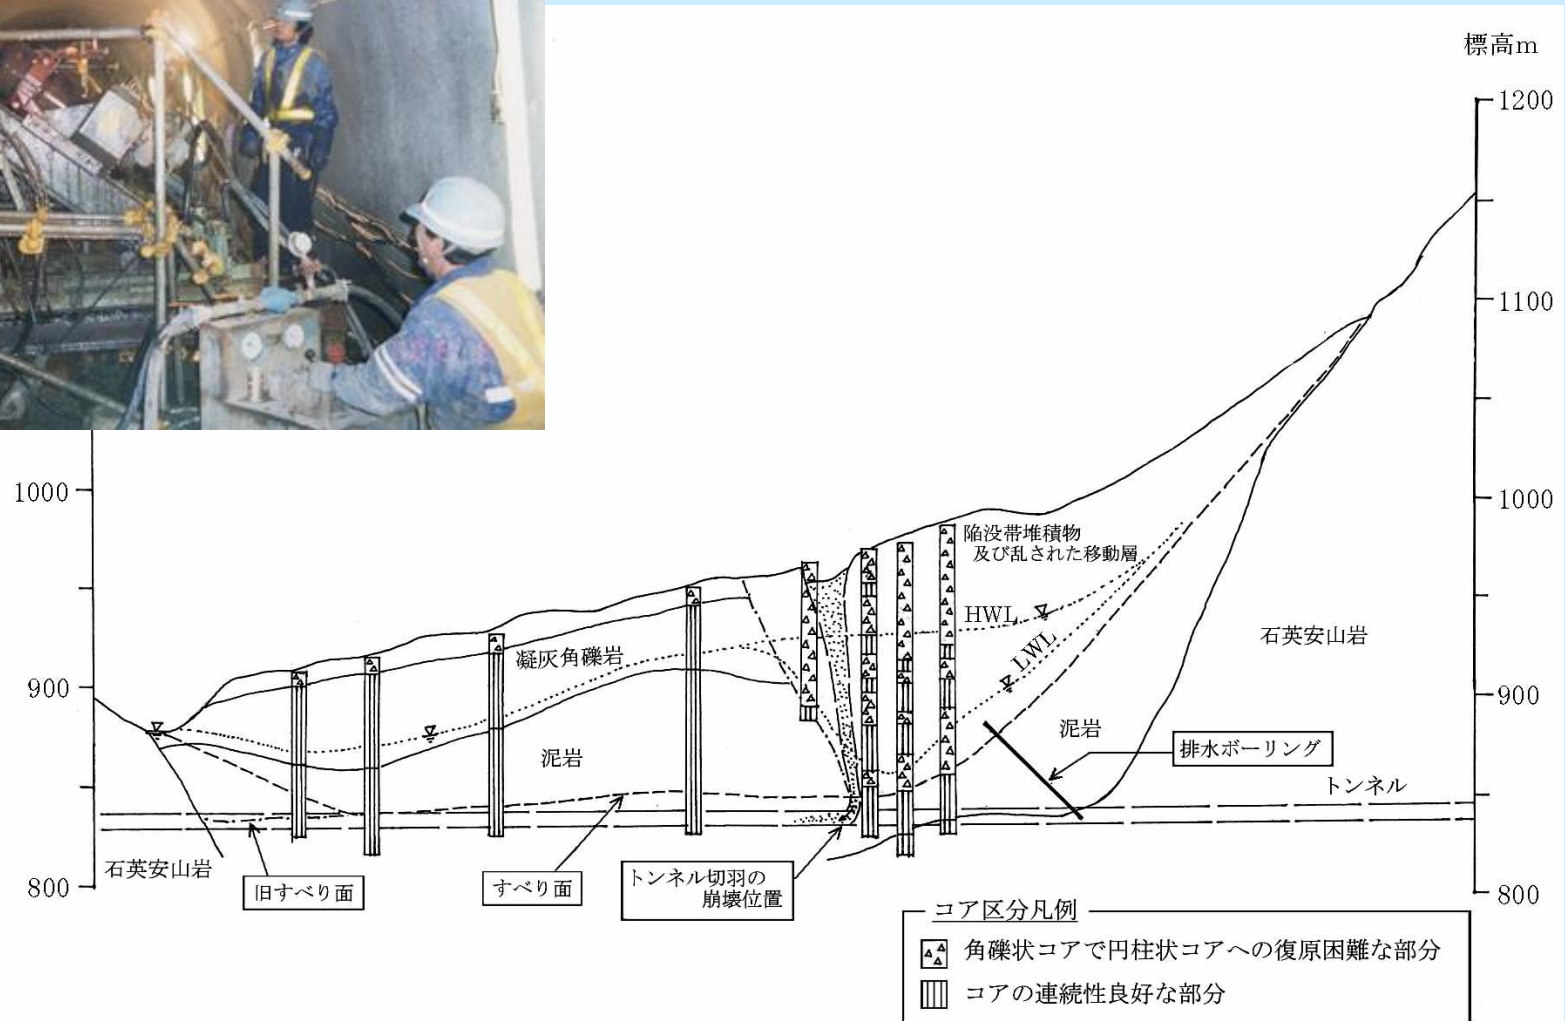 標高m
1200
1100
1000
900
800
1000
900
800
陥没帯堆積物
及び乱された移動層
HWL
LWL
凝灰角礫岩
泥岩
泥岩
石英安山岩
石英安山岩
排水ボーリング
トンネル
旧すべり面
すべり面
トンネル切羽の
崩壊位置
コア区分凡例
角礫状コアで円柱状コアへの復原困難な部分
コアの連続性良好な部分